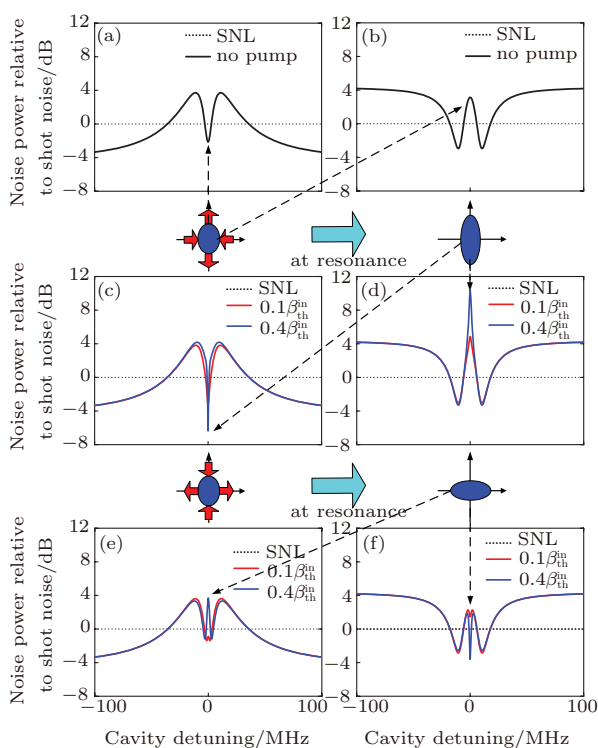 12
8
4
0
−4
−8
Noise power relative
to shot noise/dB
(a)
SNL
no pump
(b)
SNL
no pump
12
8
4
0
−4
−8
at resonance
12
8
4
0
−4
−8
Noise power relative
to shot noise/dB
(c)
SNL
0.1β^in_th
0.4β^in_th
(d)
SNL
0.1β^in_th
0.4β^in_th
12
8
4
0
−4
−8
at resonance
12
8
4
0
−4
−8
Noise power relative
to shot noise/dB
(e)
SNL
0.1β^in_th
0.4β^in_th
(f)
SNL
0.1β^in_th
0.4β^in_th
12
8
4
0
−4
−8
−100 0 100
−100 0 100
Cavity detuning/MHz
Cavity detuning/MHz